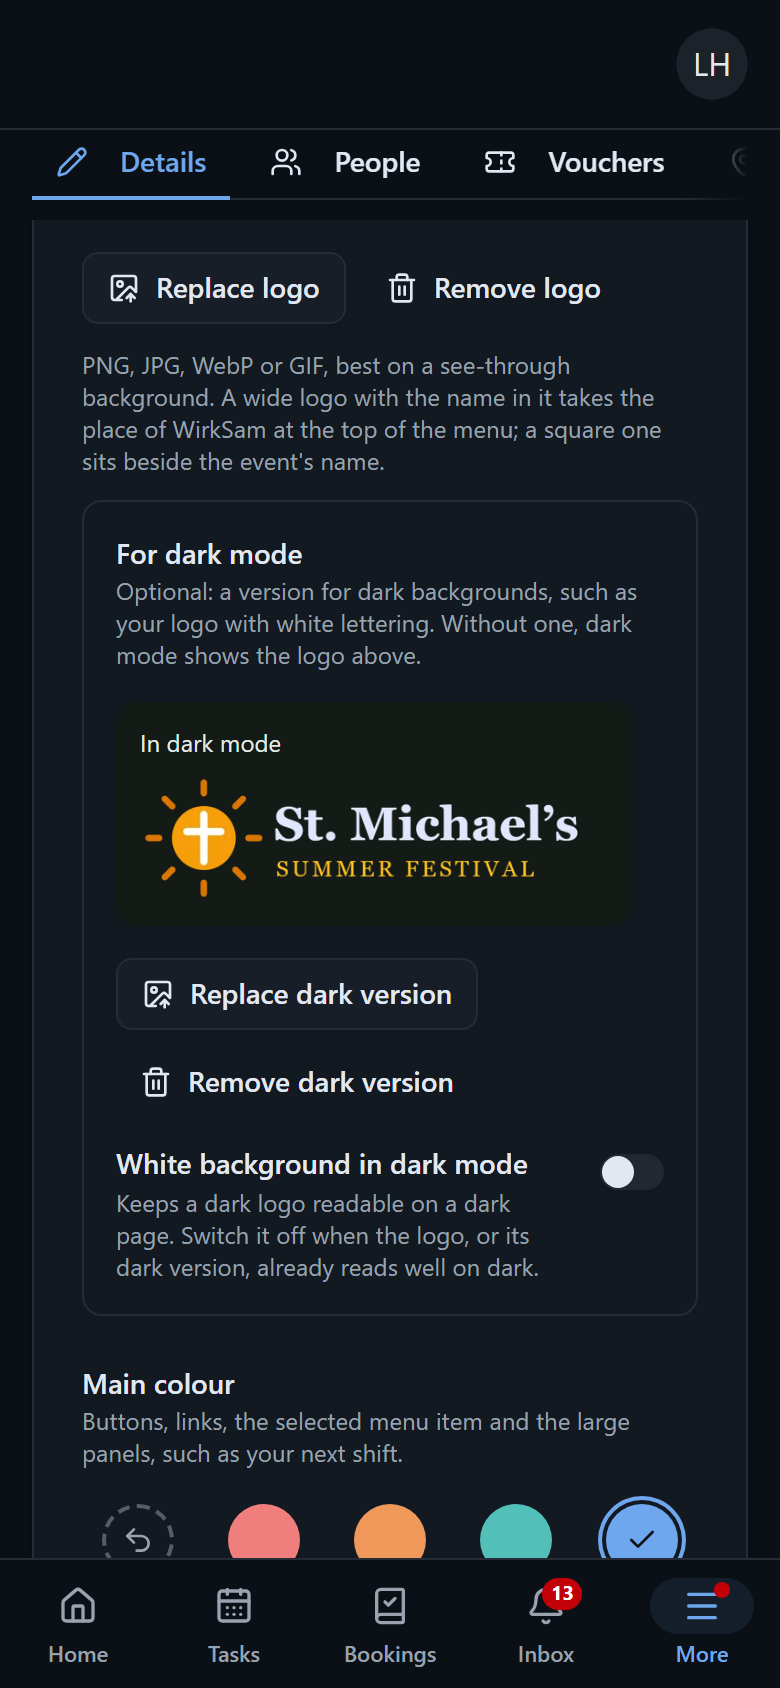 LH
Details
People
Vouchers
Replace logo
Remove logo
PNG, JPG, WebP or GIF, best on a see-through
background. A wide logo with the name in it takes the
place of WirkSam at the top of the menu; a square one
sits beside the event's name.
For dark mode
Optional: a version for dark backgrounds, such as
your logo with white lettering. Without one, dark
mode shows the logo above.
In dark mode
St. Michael’s
SUMMER FESTIVAL
Replace dark version
Remove dark version
White background in dark mode
Keeps a dark logo readable on a dark
page. Switch it off when the logo, or its
dark version, already reads well on dark.
Main colour
Buttons, links, the selected menu item and the large
panels, such as your next shift.
13
Home
Tasks
Bookings
Inbox
More